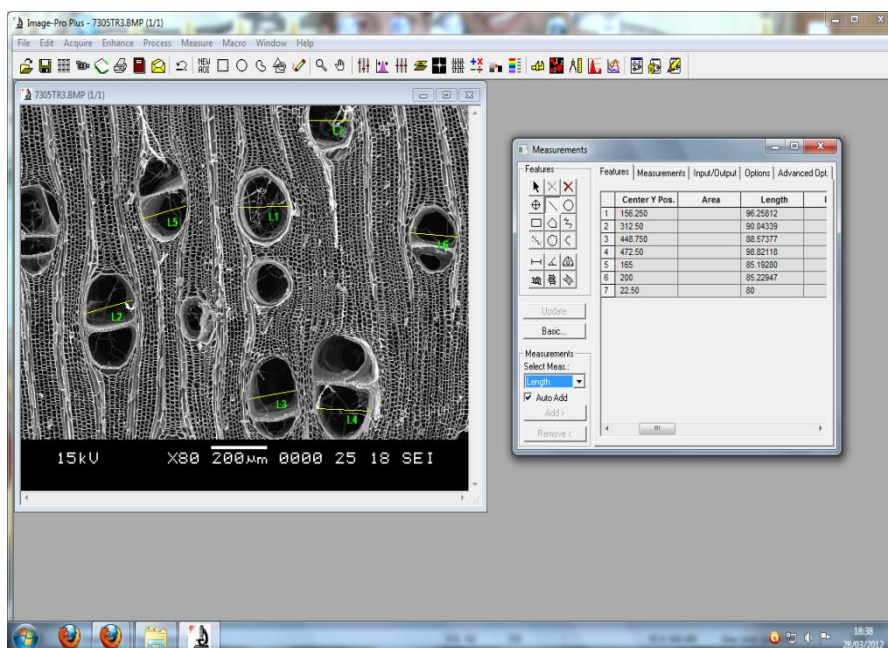 Image-Pro Plus - 7305TR3.BMP (1/1)
File Edit Acquire Enhance Process Measure Macro Window Help
NEW
AOI
7305TR3.BMP (1/1)
L5
L1
L6
L2
L3
L4
15kU X80 200µm 0000 25 18 SEI
Measurements
Features
Update
Basic...
Measurements
Select Meas.:
Length
Auto Add
Add >
Remove <
Features Measurements Input/Output Options Advanced Opt.
Center Y Pos. Area Length
1 156.250 96.25812
2 312.50 90.04339
3 448.750 88.57377
4 472.50 98.82118
5 165 85.19280
6 200 85.22947
7 22.50 80
18:38
28/03/2012